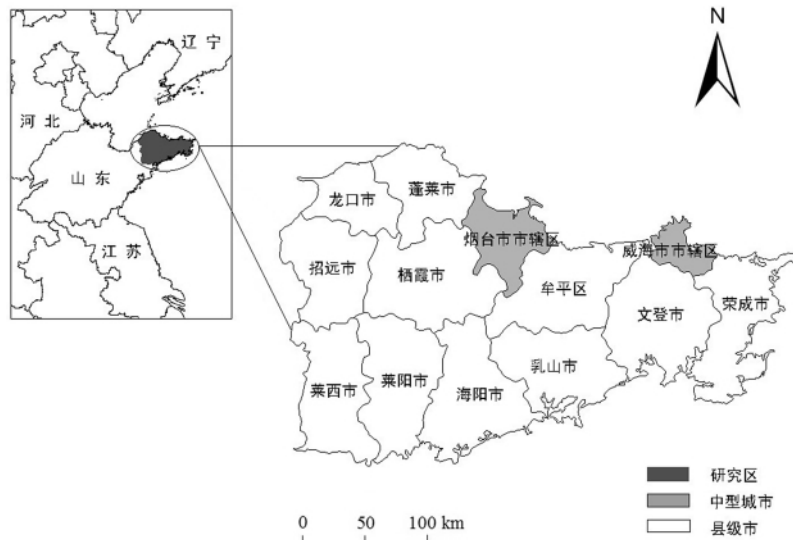 N
辽宁
河北
山东
江苏
蓬莱市
龙口市
烟台市市辖区
威海市市辖区
招远市
栖霞市
牟平区
文登市
荣成市
莱西市
莱阳市
海阳市
乳山市
研究区
中型城市
县级市
0 50 100 km